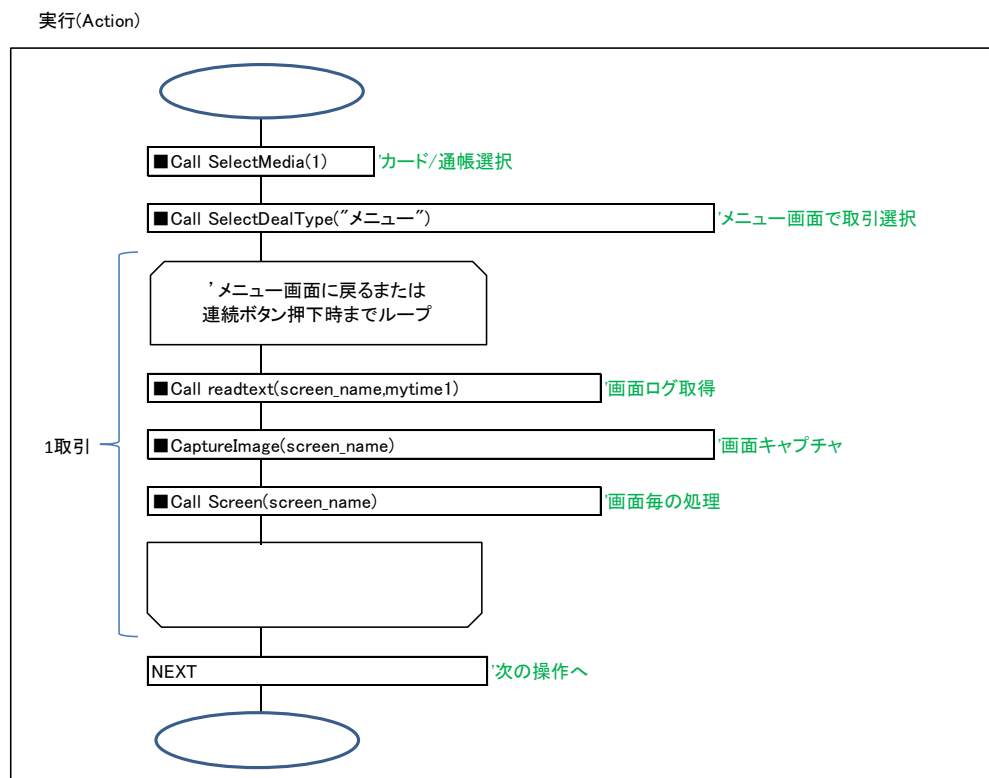 実行(Action)
■Call SelectMedia(1) 'カード/通帳選択
■Call SelectDealType("メニュー") 'メニュー画面で取引選択
'メニュー画面に戻るまたは
連続ボタン押下時までループ
■Call readtext(screen_name,mytime1) '画面ログ取得
1取引
■CaptureImage(screen_name) '画面キャプチャ
■Call Screen(screen_name) '画面毎の処理
NEXT '次の操作へ